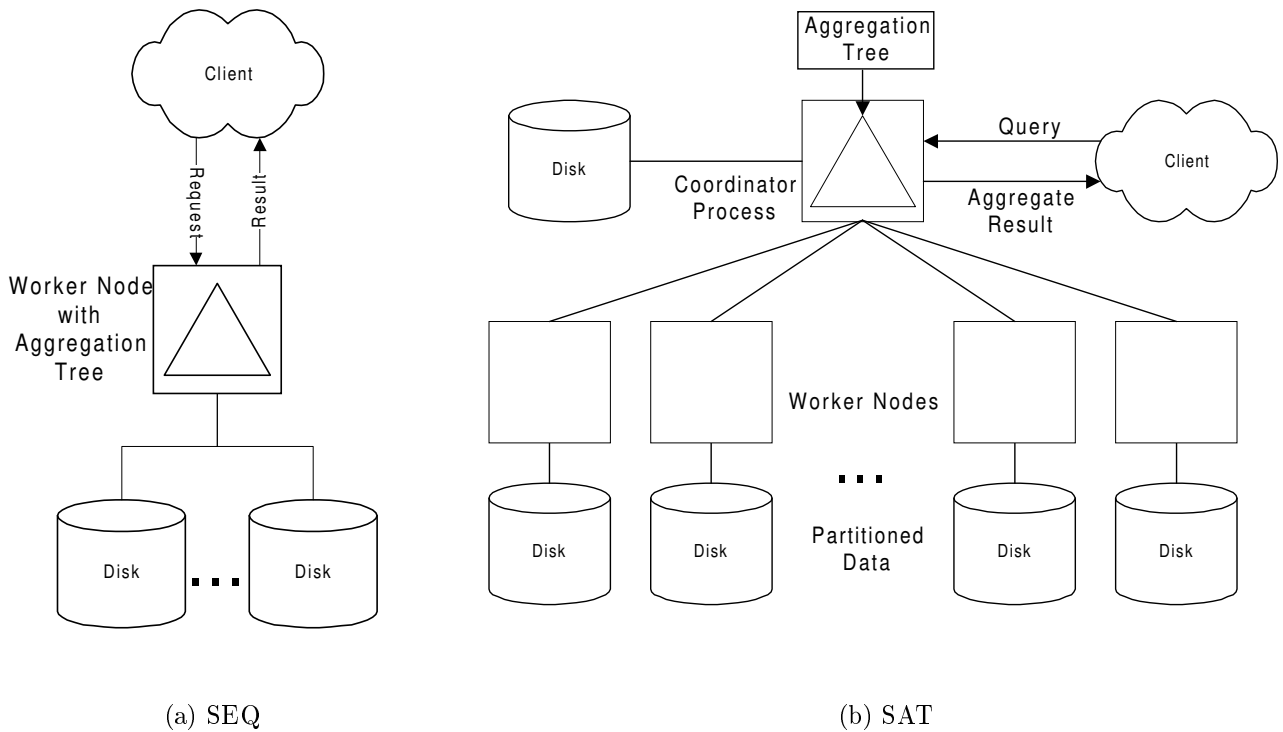 Client
Request
Result
Worker Node
with
Aggregation
Tree
Disk
Disk
(a) SEQ
Aggregation
Tree
Disk
Coordinator
Process
Query
Aggregate
Result
Client
Worker Nodes
Disk
Disk
Partitioned
Data
Disk
Disk
(b) SAT